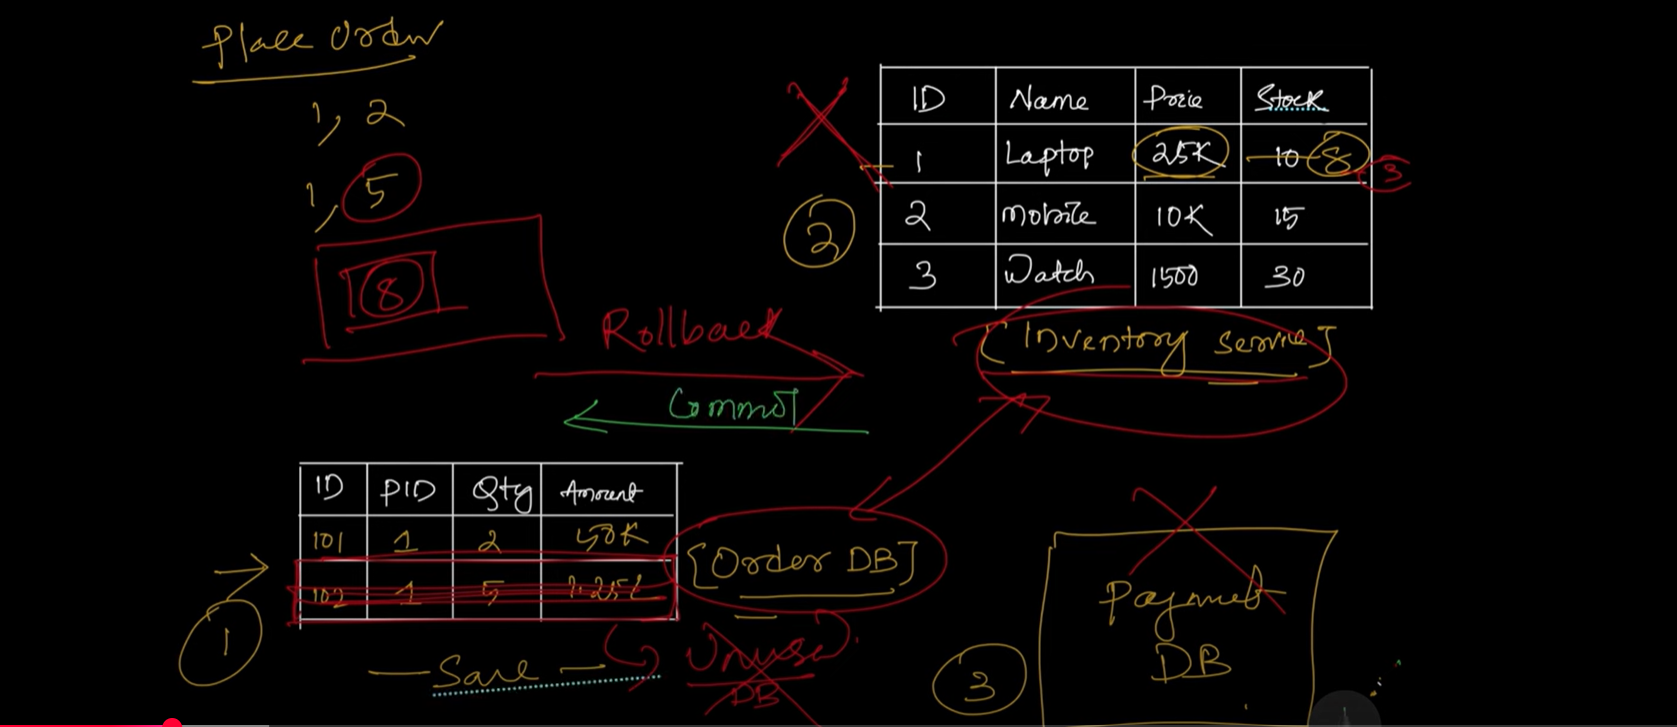 Place Order
1, 2
1, 5
8
Rollback
Commit
ID Name Price Stock
1 Laptop 25K 10 8 3
2 Mobile 10K 15
3 Watch 1500 30
2
[Inventory Service]
ID PID Qty Amount
101 1 2 50K
102 1 5 1.25L
[Order DB]
1
Save
Unused
DB
3
Payment
DB